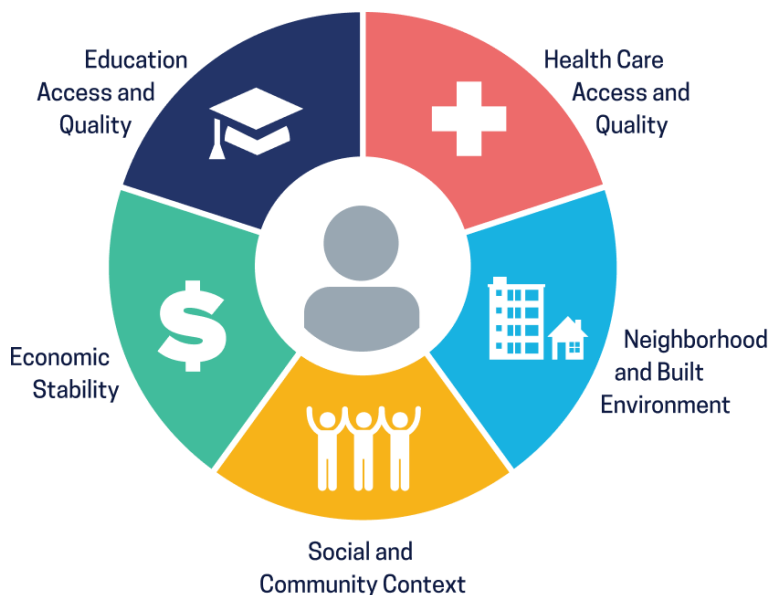 Education
Access and
Quality
Health Care
Access and
Quality
Economic
Stability
Neighborhood
and Built
Environment
Social and
Community Context